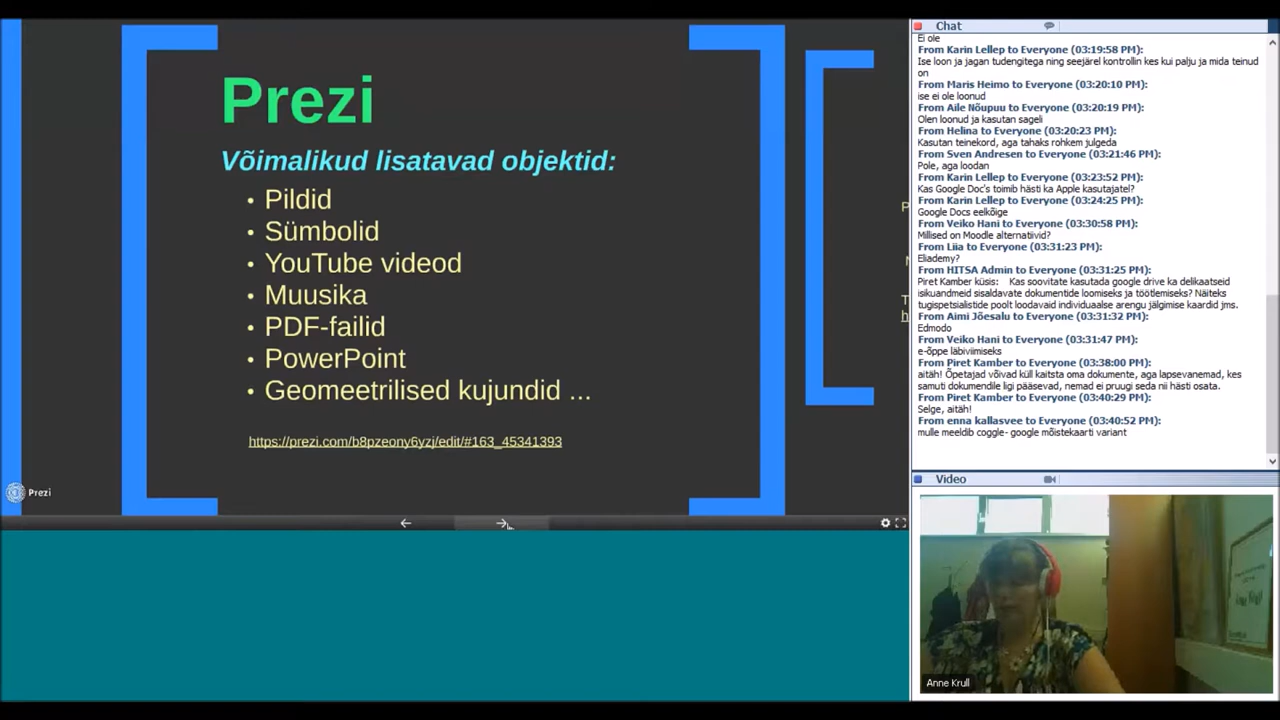 Prezi
Võimalikud lisatavad objektid:
• Pildid
• Sümbolid
• YouTube videod
• Muusika
• PDF-failid
• PowerPoint
• Geomeetrilised kujundid ...
https://prezi.com/b8pzeony6yzj/edit/#163_45341393
Prezi
Chat
Ei ole
From Karin Lellep to Everyone (03:19:58 PM):
Ise loon ja jagan tudengitega ning seejärel kontrollin kes kui palju ja mida teinud
on
From Maris Heimo to Everyone (03:20:10 PM):
ise ei ole loonud
From Aile Nõupuu to Everyone (03:20:19 PM):
Olen loonud ja kasutan sageli
From Helina to Everyone (03:20:23 PM):
Kasutan teinekord, aga tahaks rohkem julgeda
From Sven Andresen to Everyone (03:21:46 PM):
Pole, aga loodan
From Karin Lellep to Everyone (03:23:52 PM):
Kas Google Doc's toimib hästi ka Apple kasutajatel?
From Karin Lellep to Everyone (03:24:25 PM):
Google Docs eelkõige
From Veiko Hani to Everyone (03:30:58 PM):
Millised on Moodle alternatiivid?
From Liia to Everyone (03:31:23 PM):
Eliademy?
From HITSA Admin to Everyone (03:31:25 PM):
Piret Kamber küsis: Kas soovitate kasutada google drive ka delikaatseid
isikuandmeid sisaldavate dokumentide loomiseks ja töötlemiseks? Näiteks
tugispetsialistide poolt loodavaid individuaalse arengu jälgimise kaardid jms.
From Aimi Jõesalu to Everyone (03:31:32 PM):
Edmodo
From Veiko Hani to Everyone (03:31:47 PM):
e-õppe läbiviimiseks
From Piret Kamber to Everyone (03:38:00 PM):
aitäh! Õpetajad võivad küll kaitsta oma dokumente, aga lapsevanemad, kes
samuti dokumendile ligi pääsevad, nemad ei pruugi seda nii hästi osata.
From Piret Kamber to Everyone (03:40:29 PM):
Selge, aitäh!
From enna kallasvee to Everyone (03:40:52 PM):
mulle meeldib coggle- google mõistekaarti variant
Video
Anne Krull